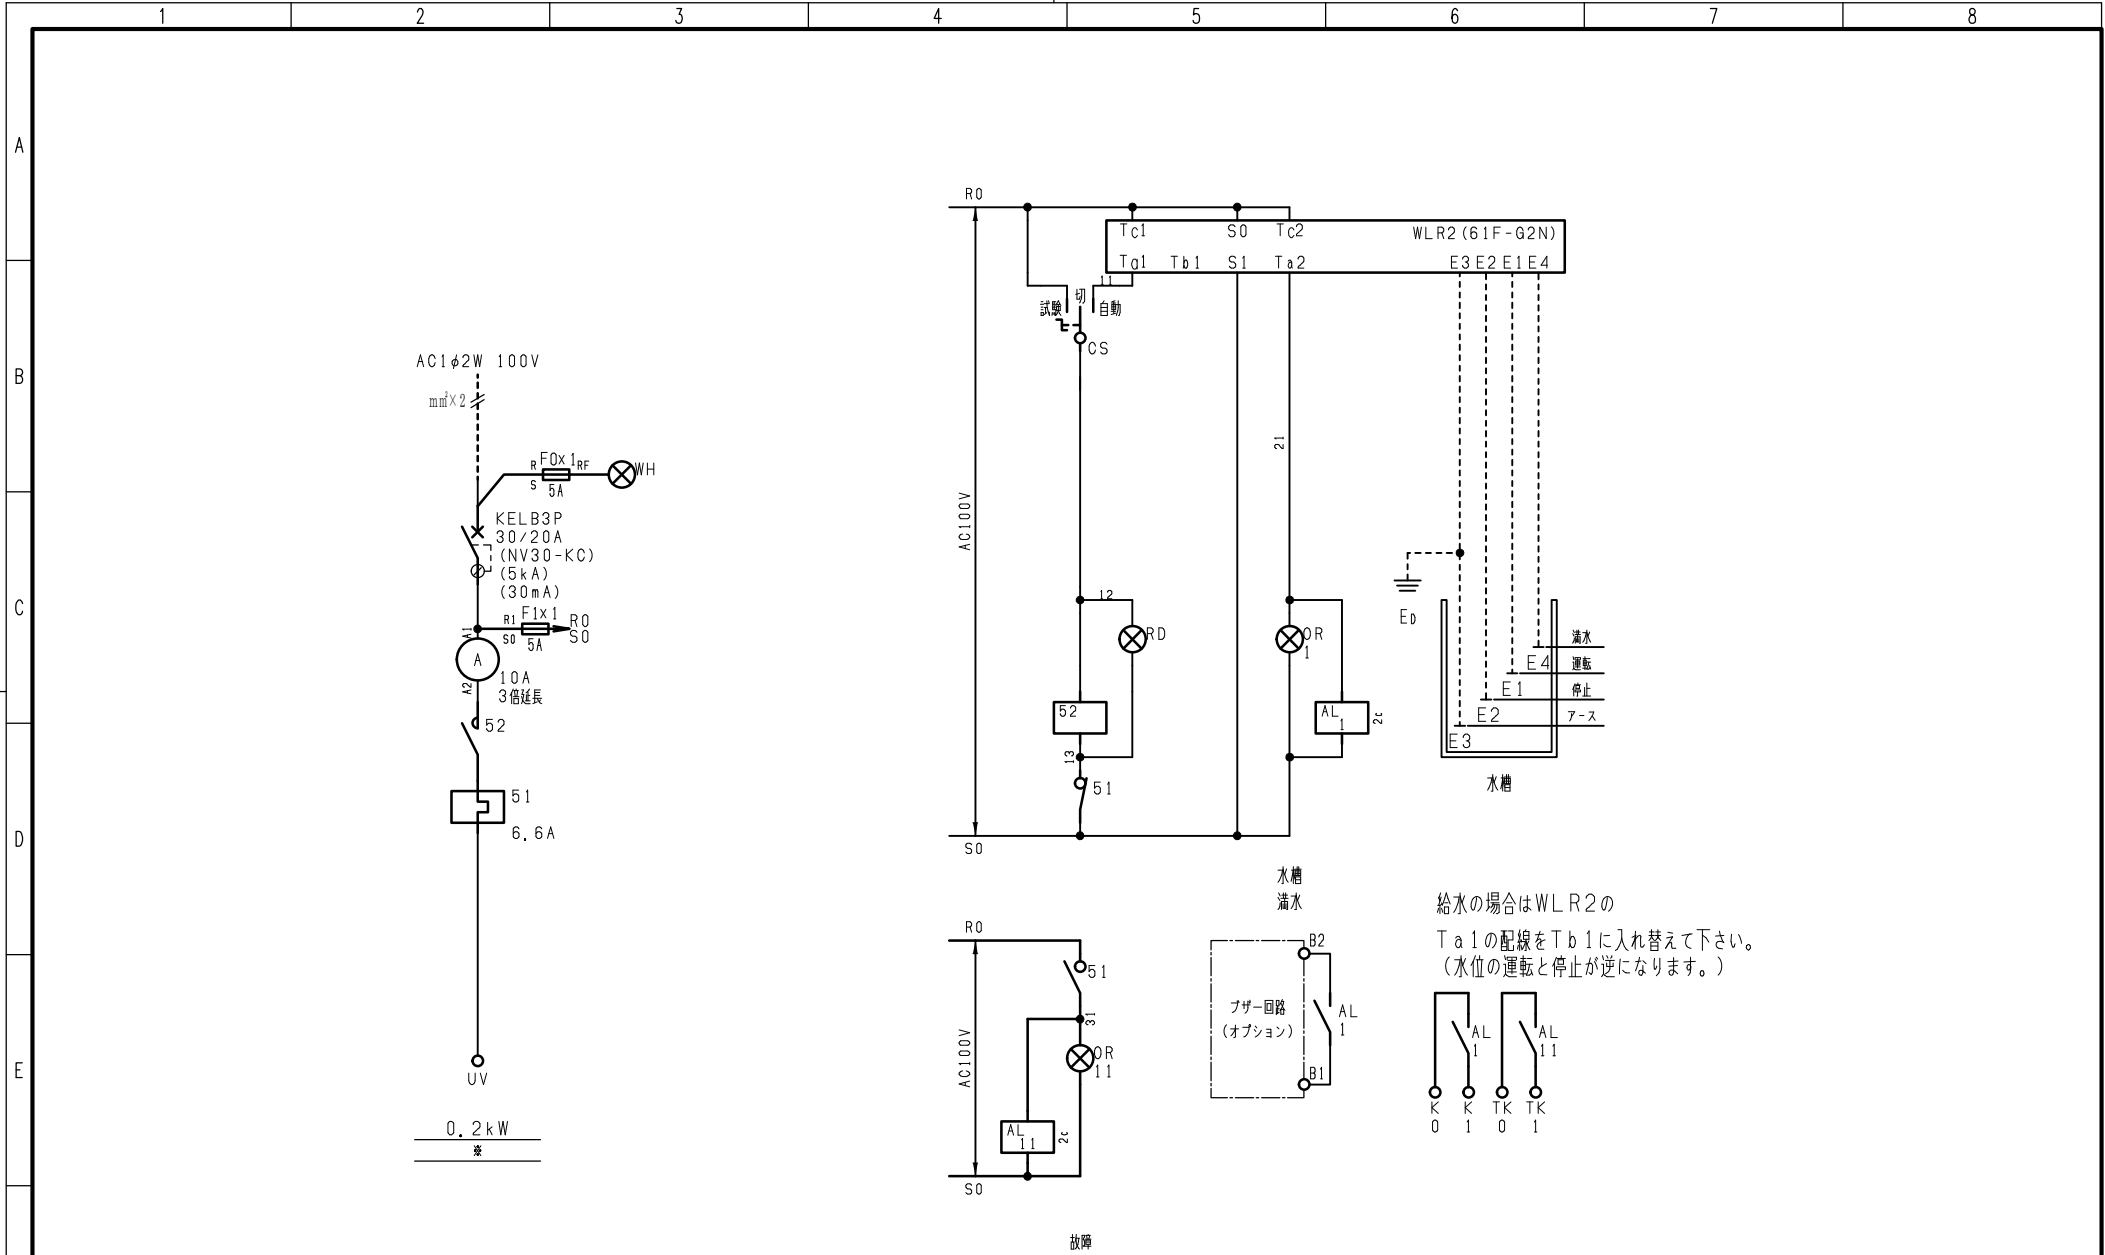 1 2 3 4 5 6 7 8
A
B
C
D
E
AC1φ2W 100V
mm²×2
R F0x1 RF
S 5A
WH
KELB3P
30/20A
(NV30-KC)
(5kA)
(30mA)
A1
R1 F1x1 R0
S0 5A S0
A
A2
10A
3倍延長
52
51
6.6A
UV
0.2kW
※
R0
Tc1 S0 Tc2 WLR2(61F-G2N)
Ta1 Tb1 S1 Ta2 E3 E2 E1 E4
11
試験 切 自動
CS
21
AC100V
12
RD
OR
1
52
AL
1
2c
13
51
S0
ED
満水
E4 運転
E1 停止
E2 アース
E3
水槽
水槽
満水
R0
51
31
AC100V
OR
11
AL
11
2c
S0
故障
B2
ブザー回路
(オプション)
AL
1
B1
給水の場合はWLR2の
Ta1の配線をTb1に入れ替えて下さい。
(水位の運転と停止が逆になります。)
AL
1
AL
11
K K TK TK
0 1 0 1